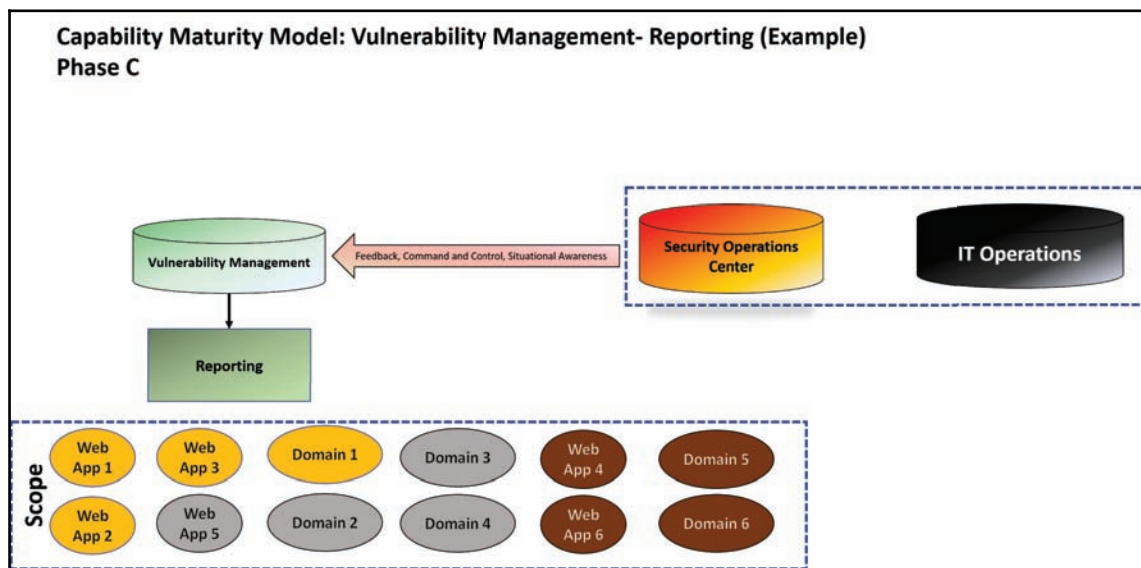 Capability Maturity Model: Vulnerability Management- Reporting (Example)
Phase C
Vulnerability Management
Feedback, Command and Control, Situational Awareness
Security Operations
Center
IT Operations
Reporting
Scope
Web
App 1
Web
App 3
Domain 1
Domain 3
Web
App 4
Domain 5
Web
App 2
Web
App 5
Domain 2
Domain 4
Web
App 6
Domain 6